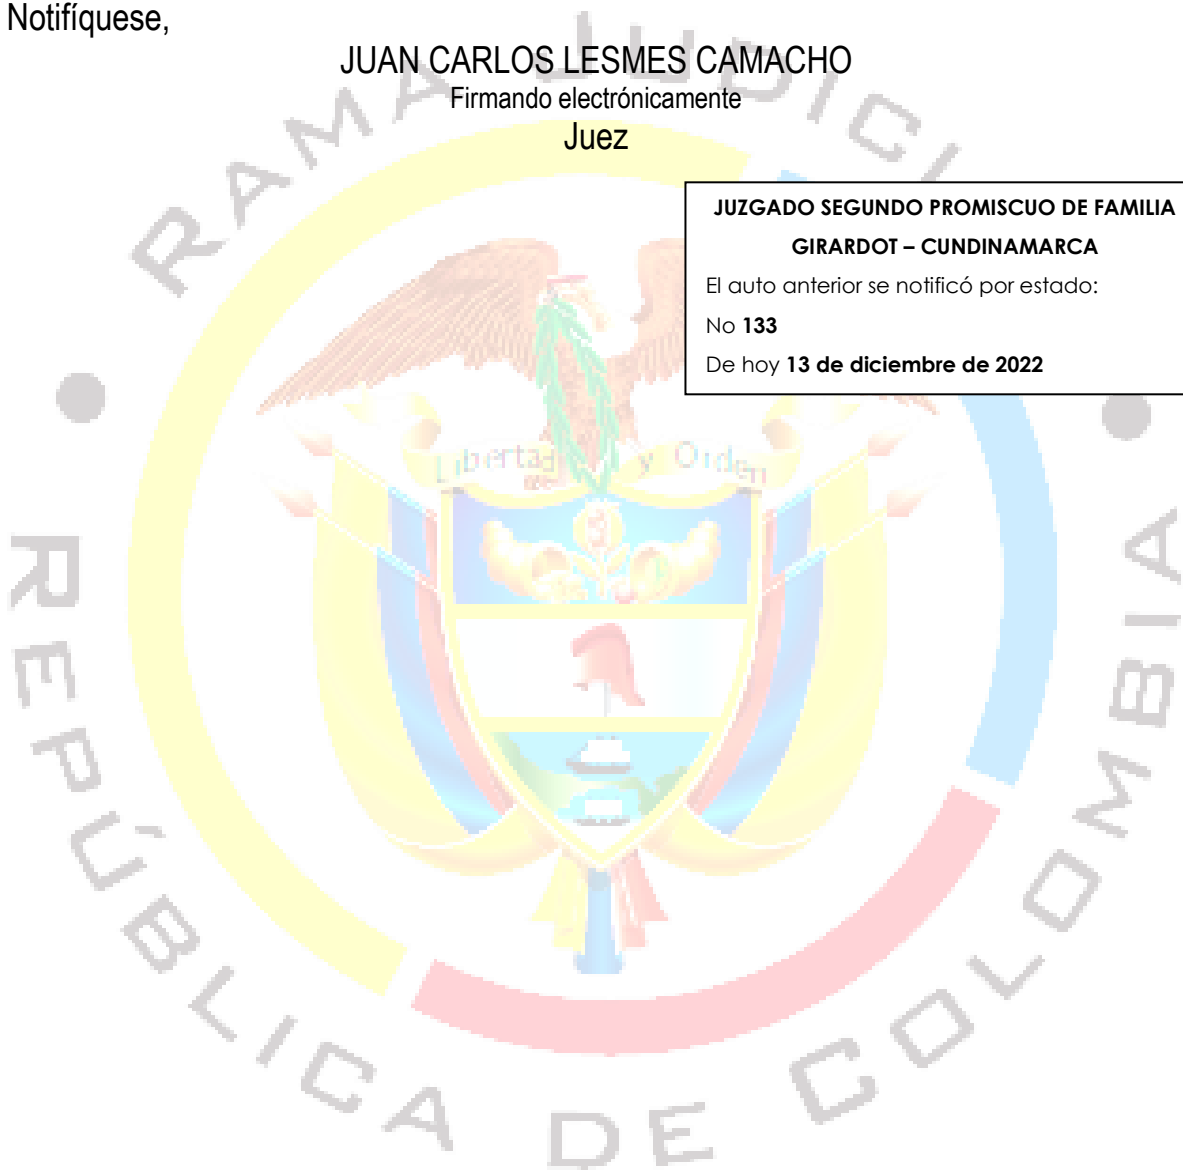 Notifíquese,
JUAN CARLOS LESMES CAMACHO
Firmando electrónicamente
Juez
JUZGADO SEGUNDO PROMISCUO DE FAMILIA
GIRARDOT – CUNDINAMARCA
El auto anterior se notificó por estado:
No 133
De hoy 13 de diciembre de 2022
RAMA JUDICI
Libertad y Orden
REPÚBLICA DE COLOMBIA